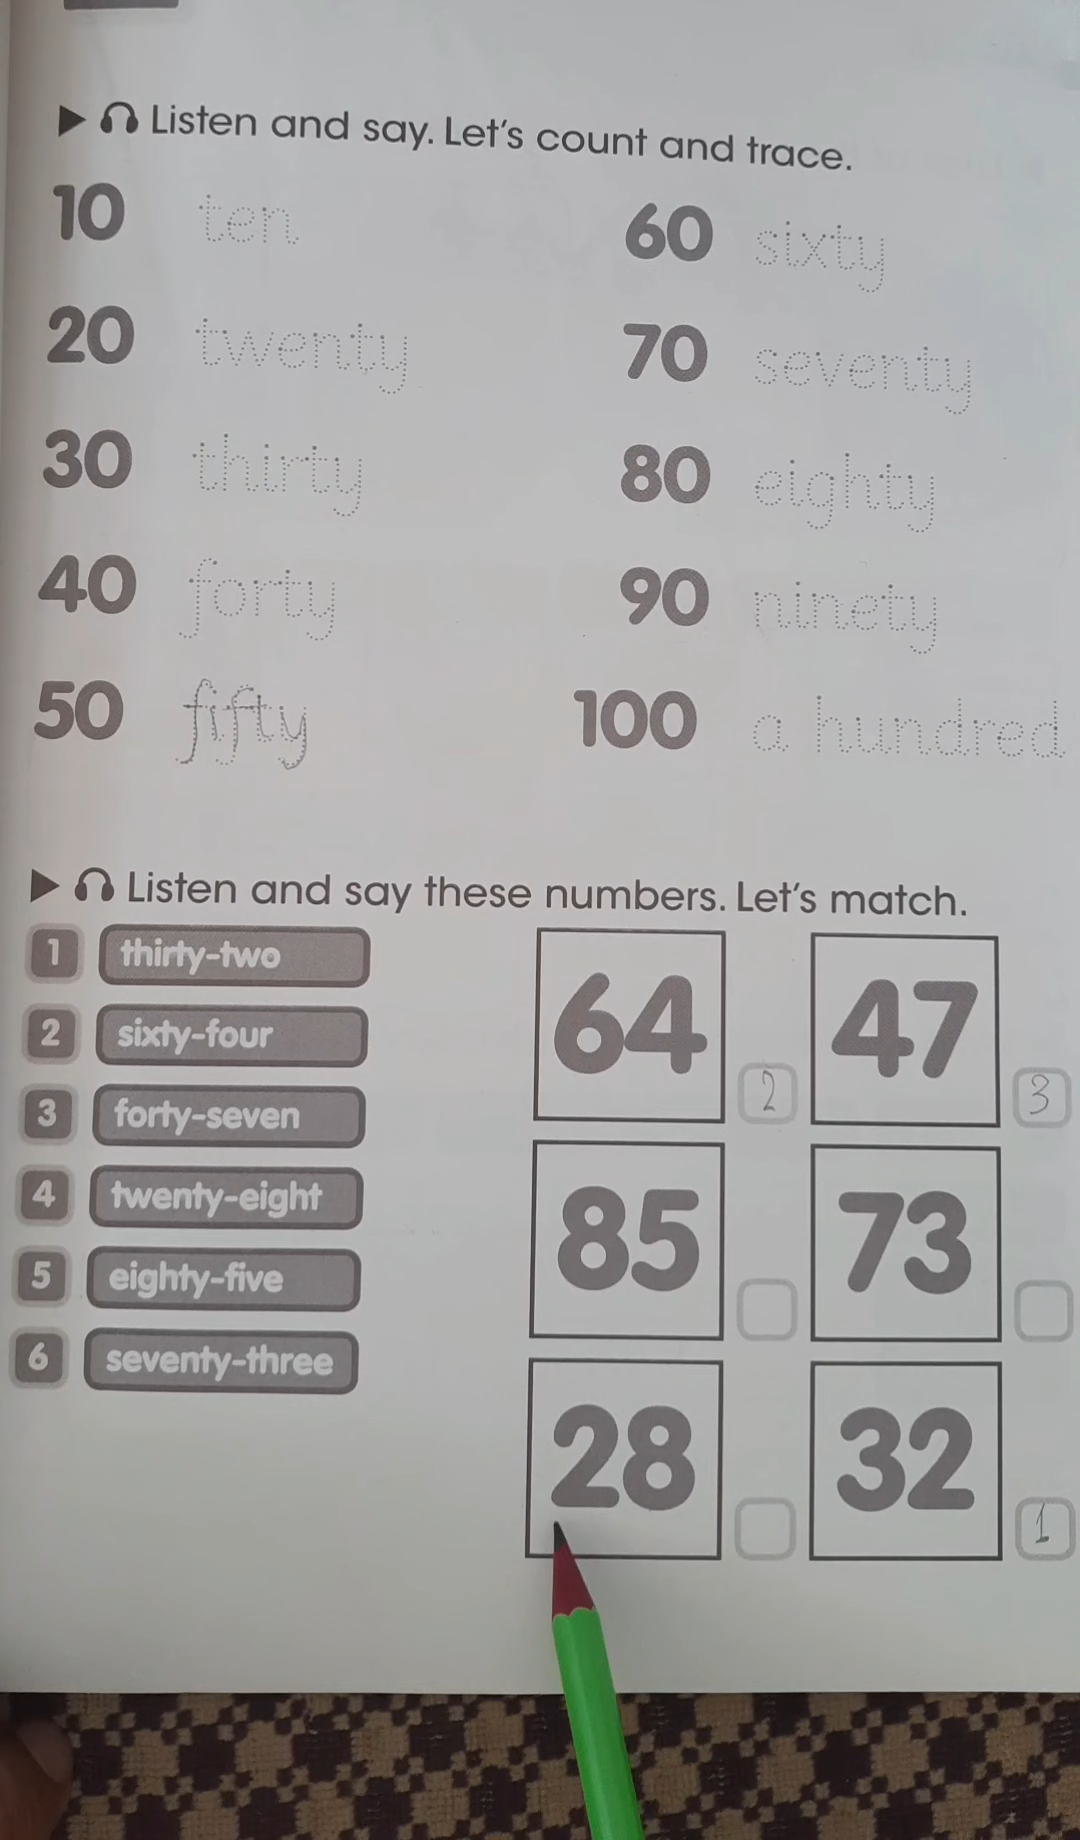 Listen and say. Let's count and trace.
10 ten
20 twenty
30 thirty
40 forty
50 fifty
60 sixty
70 seventy
80 eighty
90 ninety
100 a hundred
Listen and say these numbers. Let's match.
1 thirty-two
2 sixty-four
3 forty-seven
4 twenty-eight
5 eighty-five
6 seventy-three
64 2 47 3
85 73
28 32 1